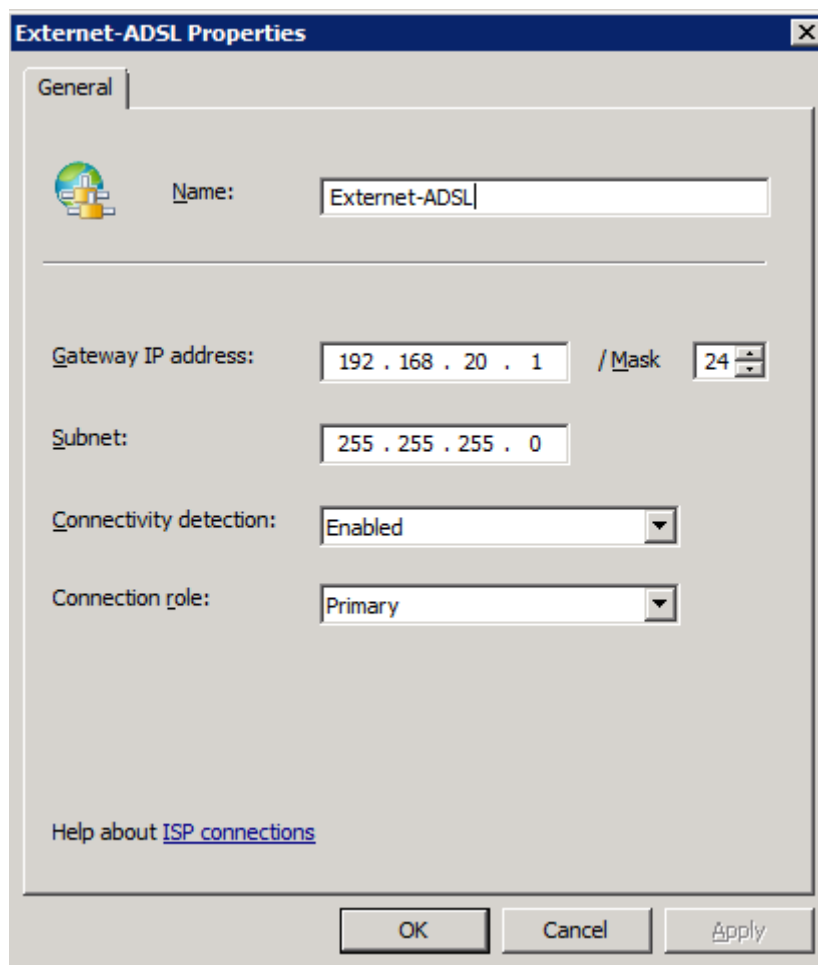 Externet-ADSL Properties
General
Name: Externet-ADSL
Gateway IP address: 192 . 168 . 20 . 1 / Mask 24
Subnet: 255 . 255 . 255 . 0
Connectivity detection: Enabled
Connection role: Primary
Help about ISP connections
OK Cancel Apply